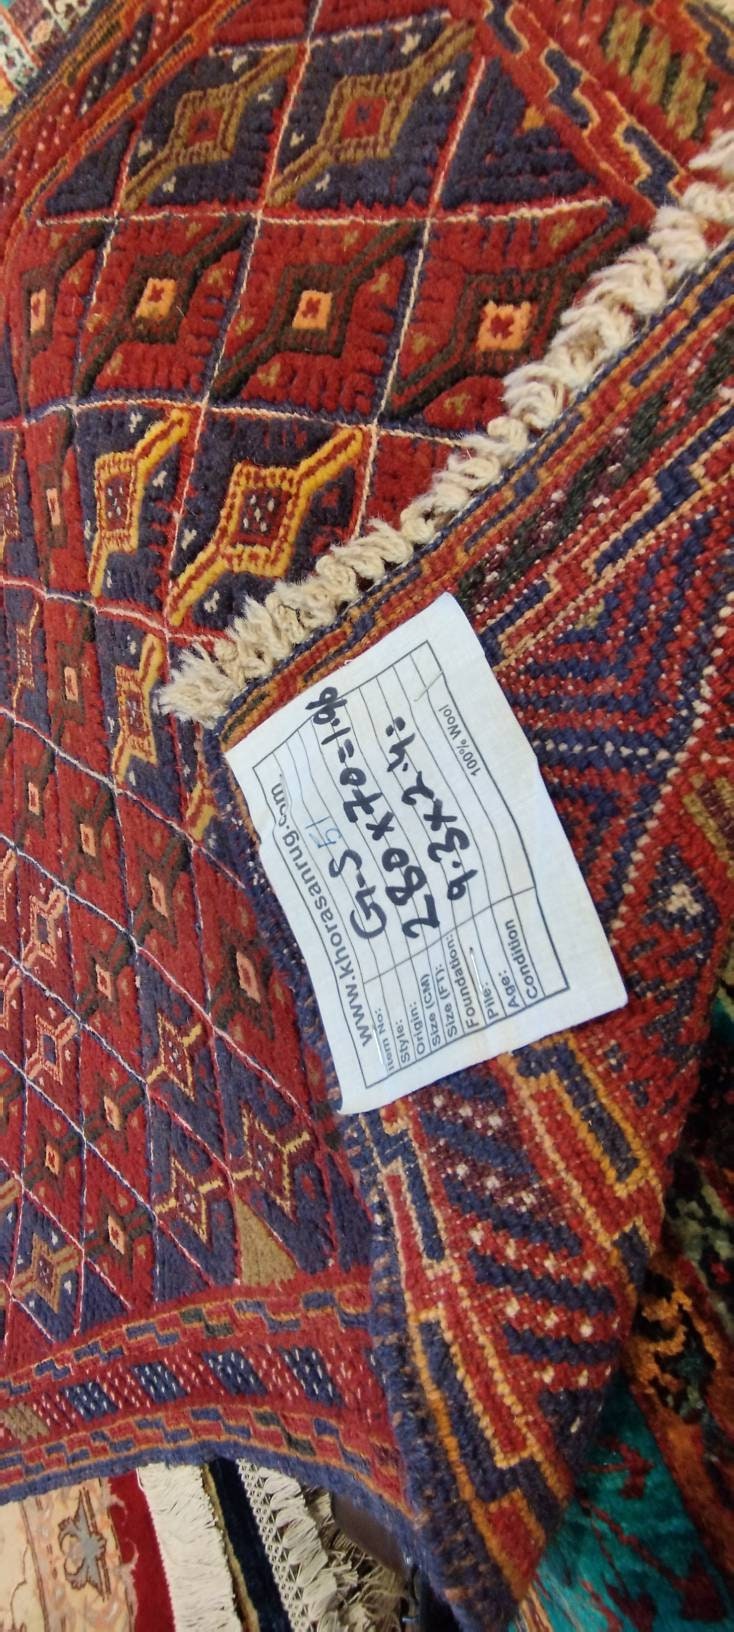 www.khorasanrug.com
Item No.:
Style: G-S 51
Origin:
Size (CM) 280x70=1.96
Size (FT):
Foundation: 9.3x2.4=
Pile: 100% Wool
Age:
Condition